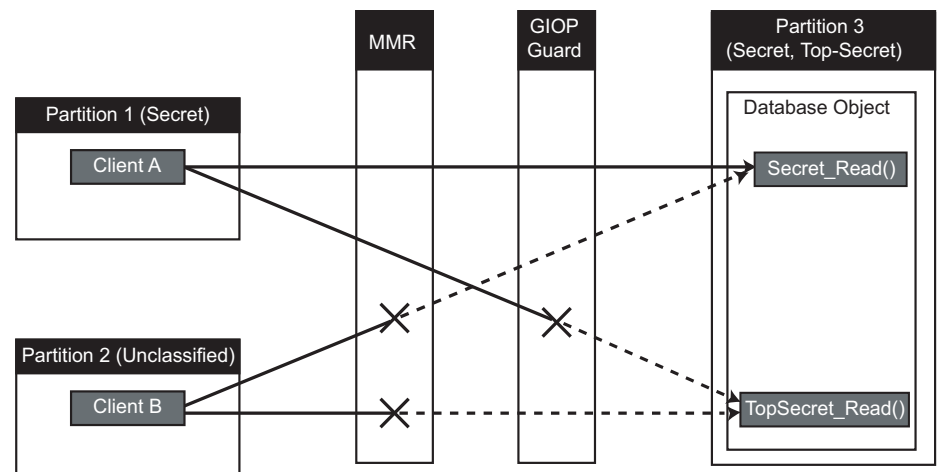 MMR
GIOP
Guard
Partition 3
(Secret, Top-Secret)
Partition 1 (Secret)
Client A
Database Object
Secret_Read()
Partition 2 (Unclassified)
Client B
TopSecret_Read()